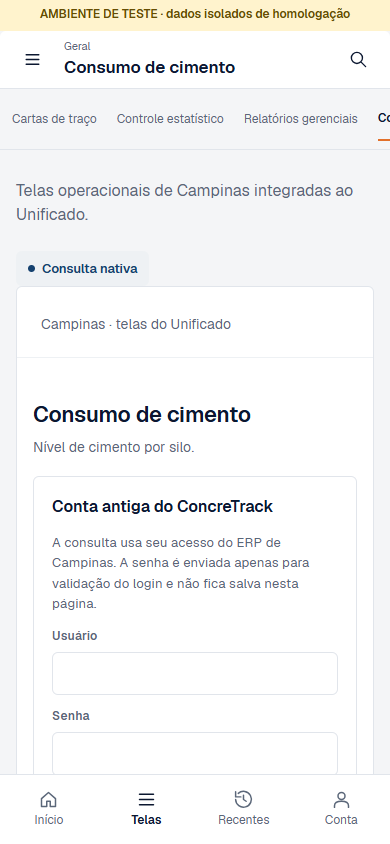 AMBIENTE DE TESTE · dados isolados de homologação
Geral
Consumo de cimento
Cartas de traço
Controle estatístico
Relatórios gerenciais
Co
Telas operacionais de Campinas integradas ao
Unificado.
Consulta nativa
Campinas · telas do Unificado
Consumo de cimento
Nível de cimento por silo.
Conta antiga do ConcreTrack
A consulta usa seu acesso do ERP de
Campinas. A senha é enviada apenas para
validação do login e não fica salva nesta
página.
Usuário
Senha
Início
Telas
Recentes
Conta